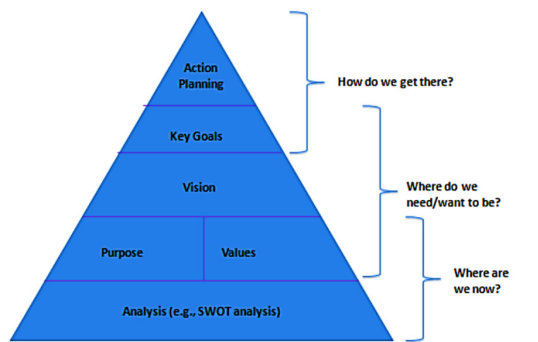 Action
Planning
How do we get there?
Key Goals
Vision
Where do we
need/want to be?
Purpose
Values
Where are
we now?
Analysis (e.g., SWOT analysis)